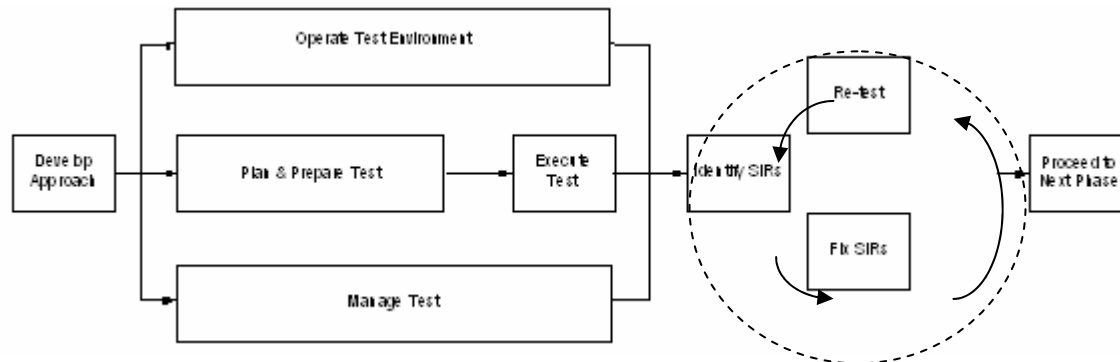 Operate Test Environment
Re-test
Develop
Approach
Plan & Prepare Test
Execute
Test
Identify SIRs
Proceed to
Next Phase
Fix SIRs
Manage Test